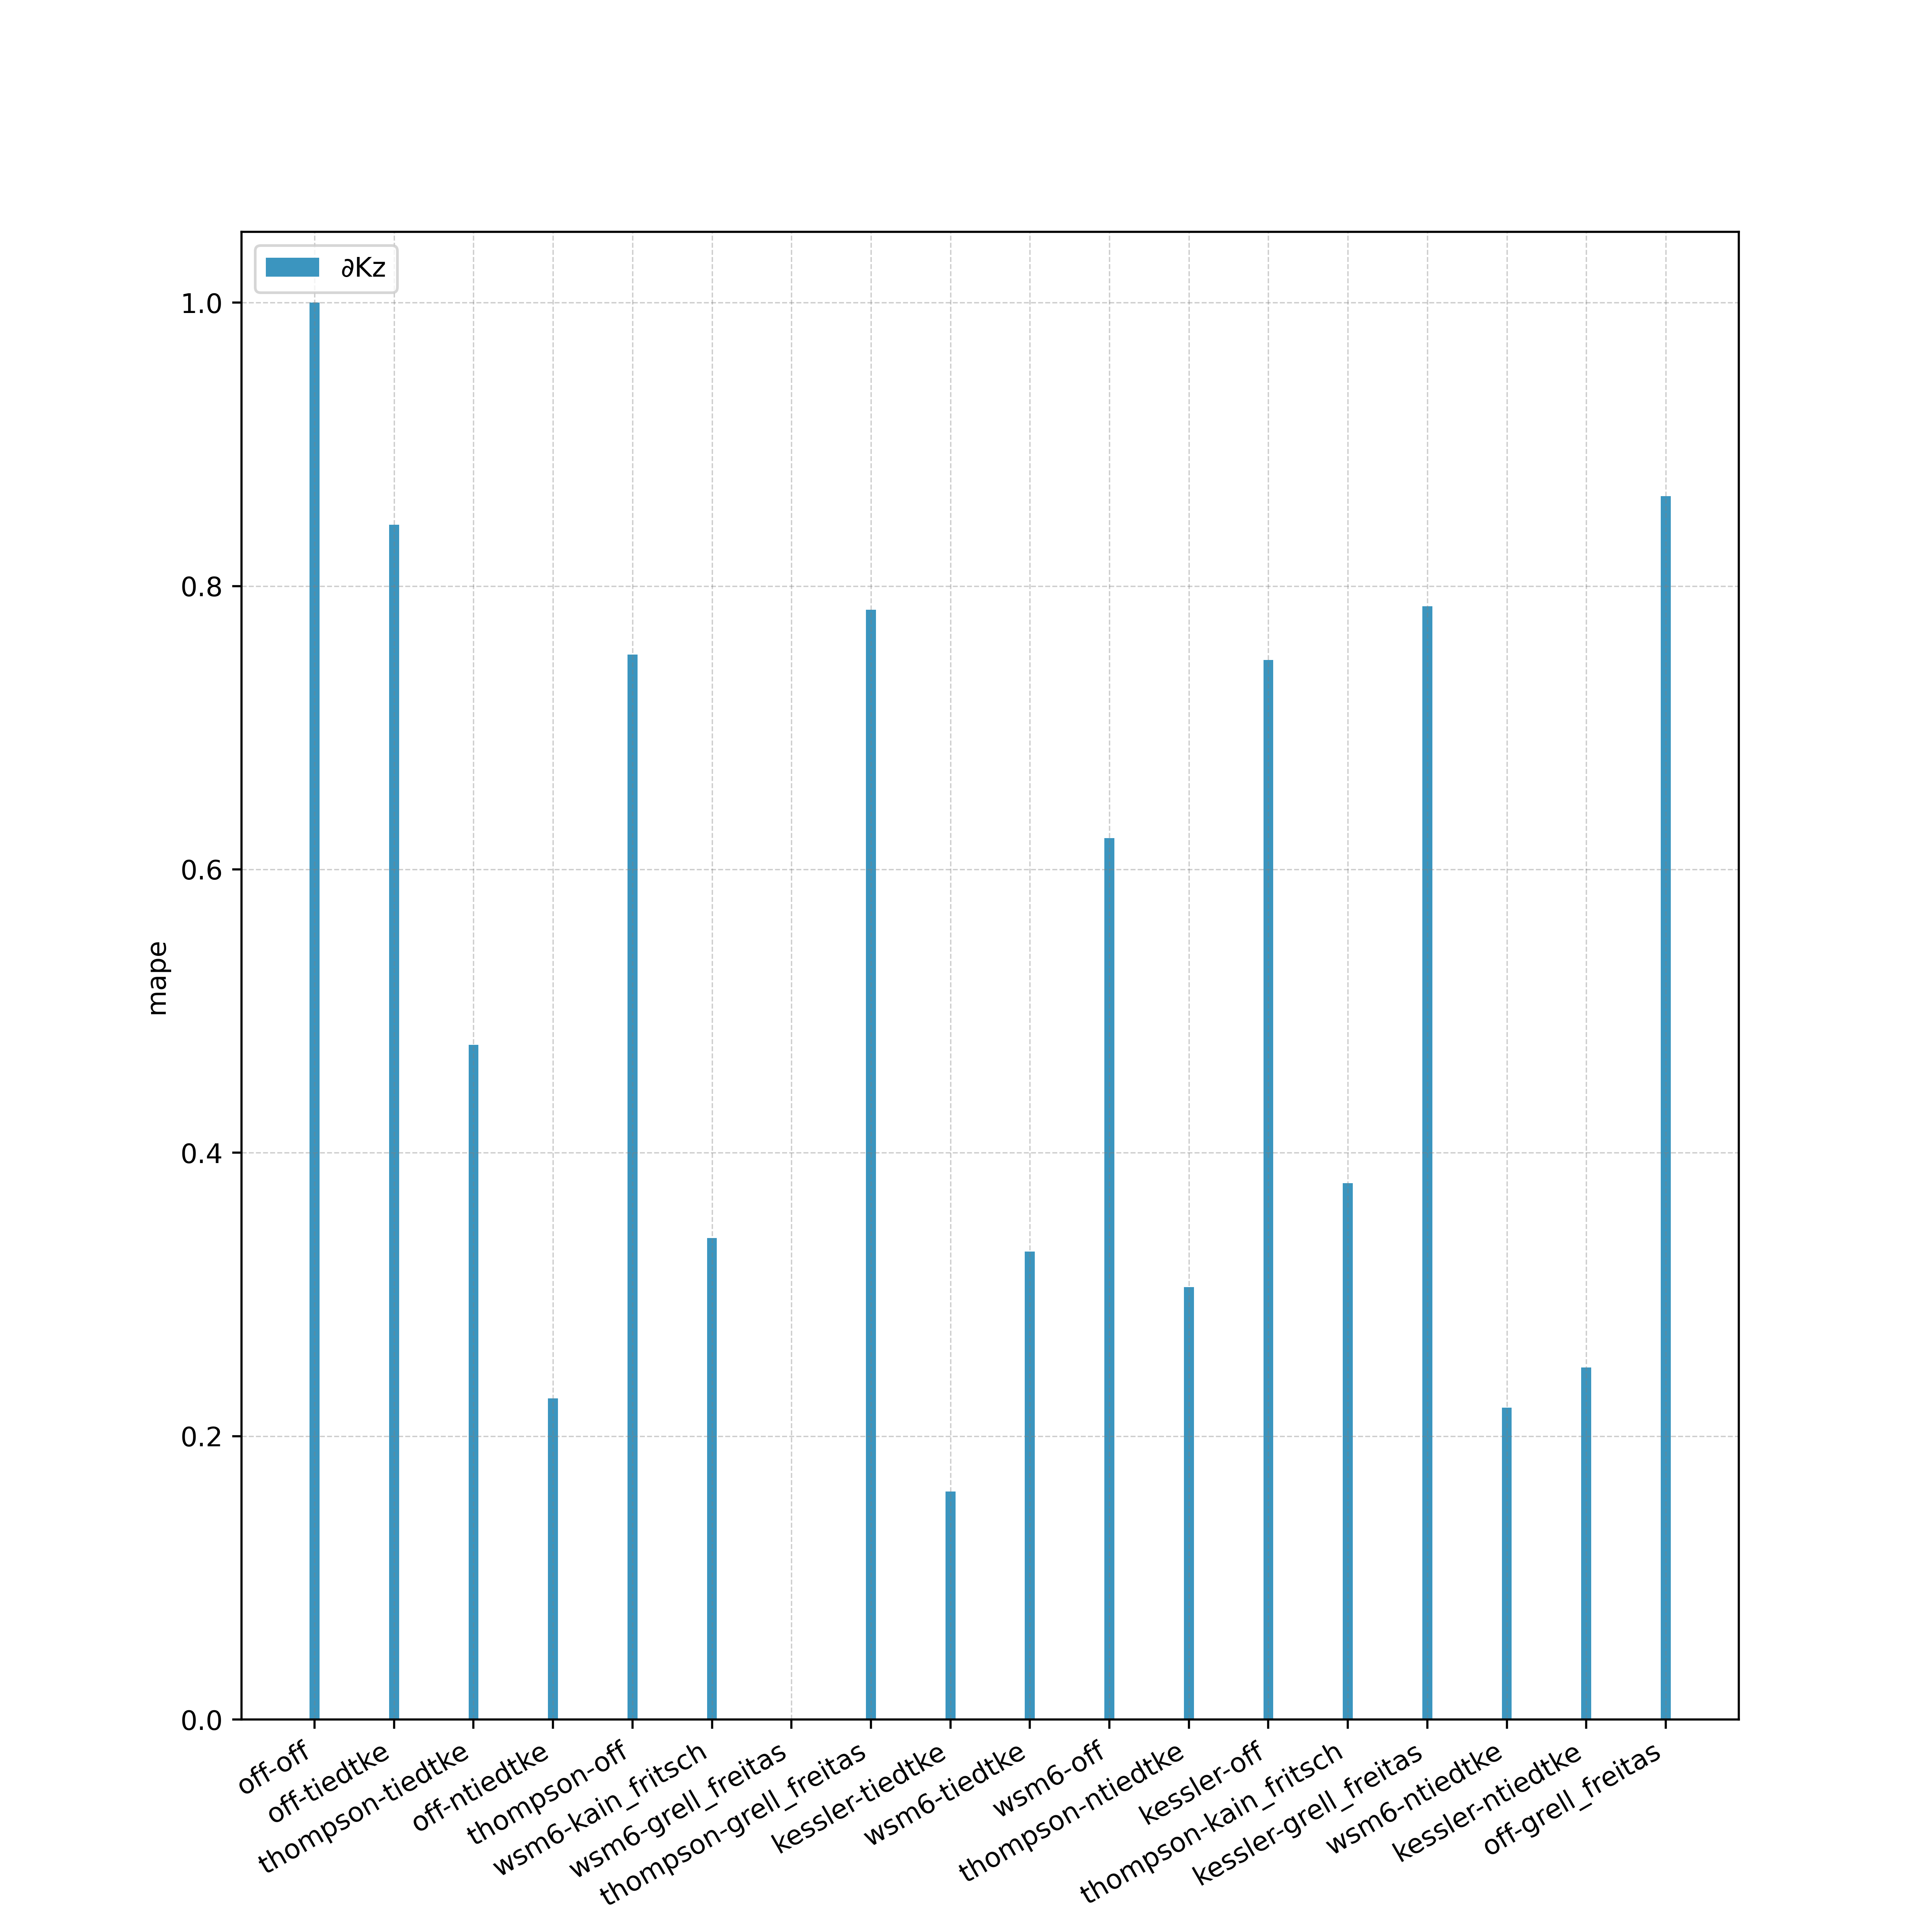 ∂Kz
1.0
0.8
0.6
0.4
0.2
0.0
mape
off-off
off-tiedtke
thompson-tiedtke
off-ntiedtke
thompson-off
wsm6-kain_fritsch
wsm6-grell_freitas
thompson-grell_freitas
kessler-tiedtke
wsm6-tiedtke
wsm6-off
thompson-ntiedtke
kessler-off
thompson-kain_fritsch
kessler-grell_freitas
wsm6-ntiedtke
kessler-ntiedtke
off-grell_freitas